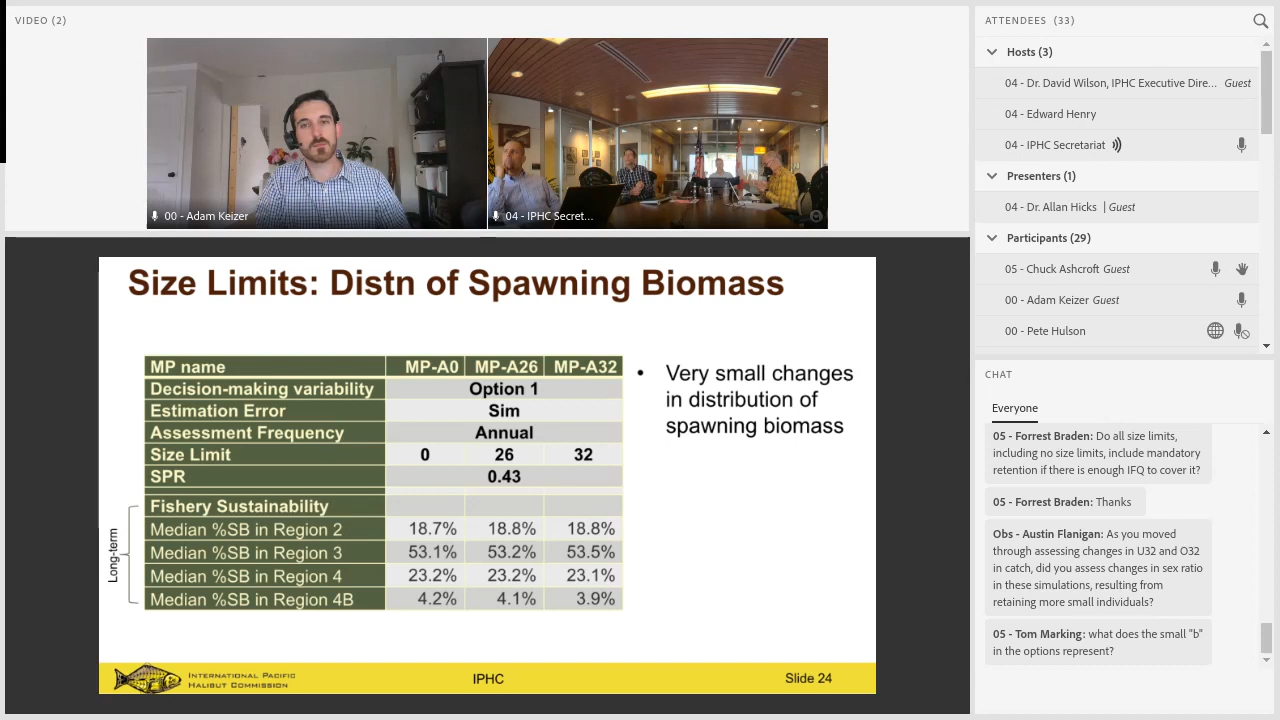 VIDEO (2)
00 - Adam Keizer
04 - IPHC Secret...
Size Limits: Distn of Spawning Biomass
MP name MP-A0 MP-A26 MP-A32
Decision-making variability Option 1
Estimation Error Sim
Assessment Frequency Annual
Size Limit 0 26 32
SPR 0.43
Fishery Sustainability
Long-term
Median %SB in Region 2 18.7% 18.8% 18.8%
Median %SB in Region 3 53.1% 53.2% 53.5%
Median %SB in Region 4 23.2% 23.2% 23.1%
Median %SB in Region 4B 4.2% 4.1% 3.9%
• Very small changes
in distribution of
spawning biomass
INTERNATIONAL PACIFIC
HALIBUT COMMISSION
IPHC
Slide 24
ATTENDEES (33)
Hosts (3)
04 - Dr. David Wilson, IPHC Executive Dire... Guest
04 - Edward Henry
04 - IPHC Secretariat
Presenters (1)
04 - Dr. Allan Hicks | Guest
Participants (29)
05 - Chuck Ashcroft Guest
00 - Adam Keizer Guest
00 - Pete Hulson
CHAT
Everyone
05 - Forrest Braden: Do all size limits,
including no size limits, include mandatory
retention if there is enough IFQ to cover it?
05 - Forrest Braden: Thanks
Obs - Austin Flanigan: As you moved
through assessing changes in U32 and O32
in catch, did you assess changes in sex ratio
in these simulations, resulting from
retaining more small individuals?
05 - Tom Marking: what does the small "b"
in the options represent?